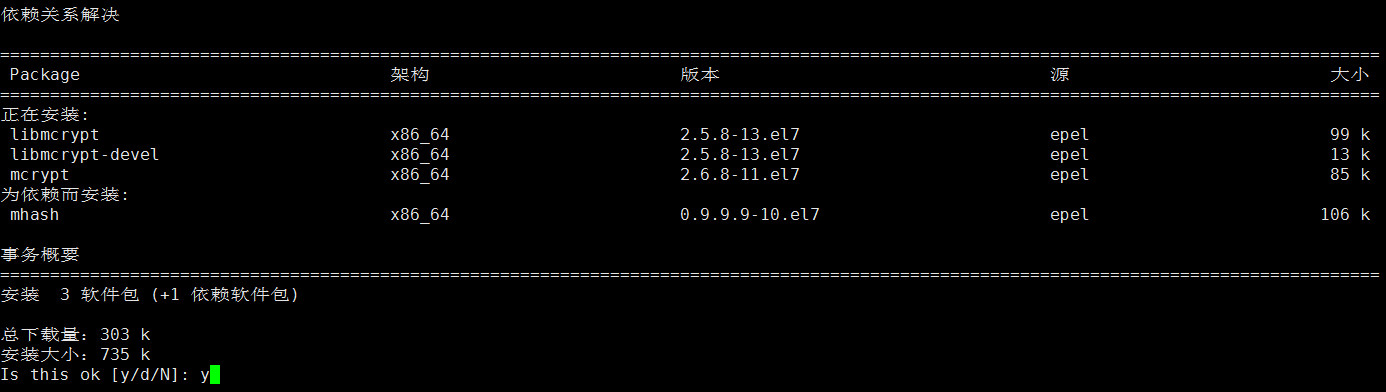 依赖关系解决
================================================================================
Package 架构 版本 源 大小
================================================================================
正在安装:
libmcrypt x86_64 2.5.8-13.el7 epel 99 k
libmcrypt-devel x86_64 2.5.8-13.el7 epel 13 k
mcrypt x86_64 2.6.8-11.el7 epel 85 k
为依赖而安装:
mhash x86_64 0.9.9.9-10.el7 epel 106 k
事务概要
================================================================================
安装  3 软件包 (+1 依赖软件包)
总下载量：303 k
安装大小：735 k
Is this ok [y/d/N]: y